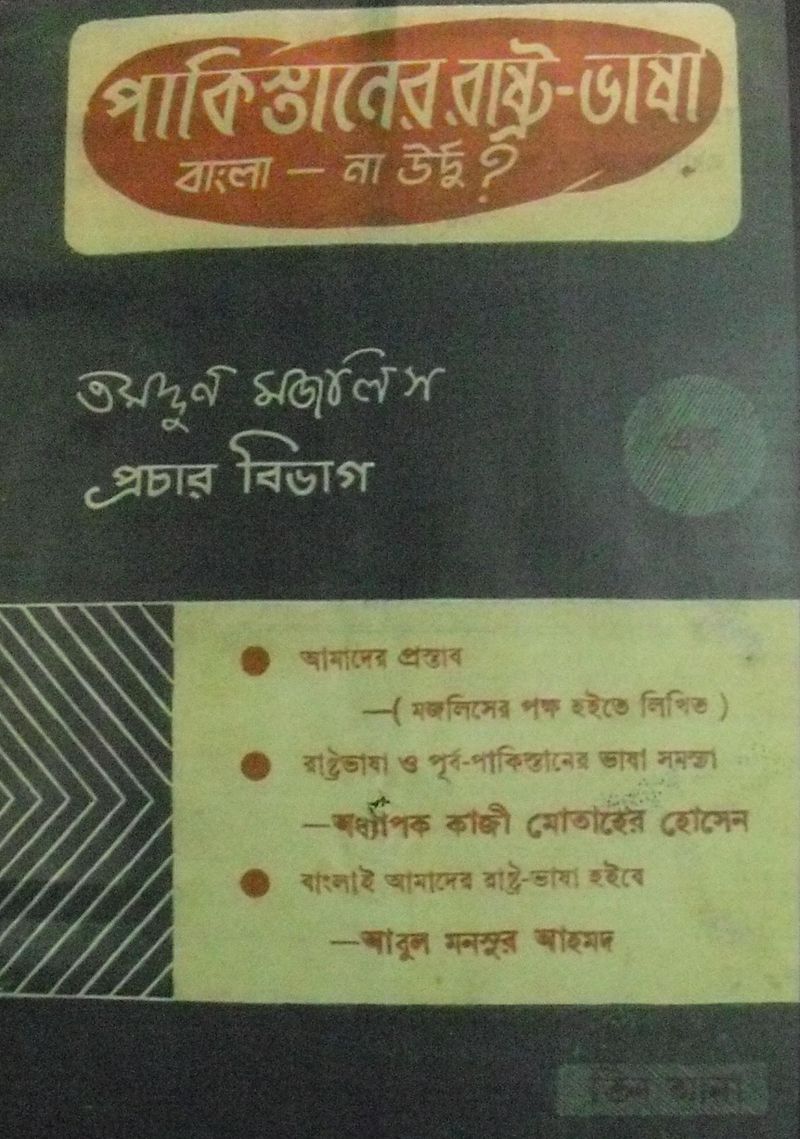 পাকিস্তানের রাষ্ট্র-ভাষা
বাংলা — না উর্দু?
তমদ্দুন মজলিস
প্রচার বিভাগ
এক
● আমাদের প্রস্তাব
—( মজলিসের পক্ষ হইতে লিখিত )
● রাষ্ট্রভাষা ও পূর্ব-পাকিস্তানের ভাষা সমস্যা
—অধ্যাপক কাজী মোতাহের হোসেন
● বাংলাই আমাদের রাষ্ট্র-ভাষা হইবে
—আবুল মনসুর আহমদ
তিন আনা